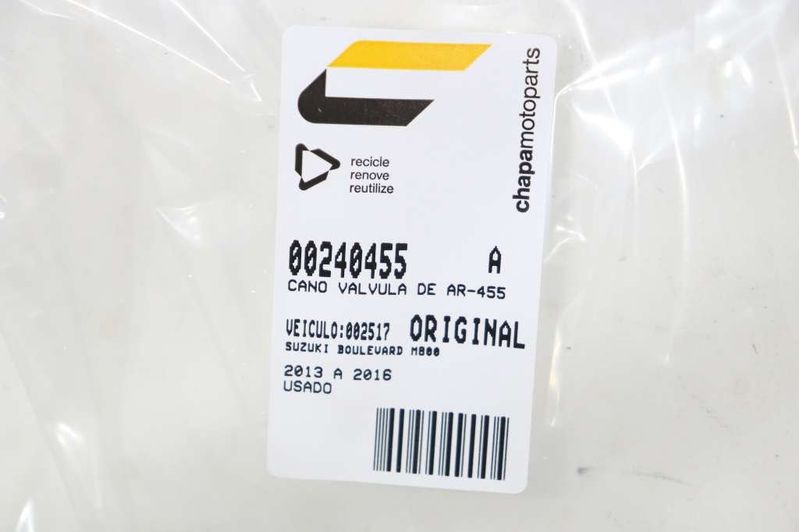 chapamotoparts
recicle
renove
reutilize
00240455 A
CANO VALVULA DE AR-455
VEICULO:002517 ORIGINAL
SUZUKI BOULEVARD M800
2013 A 2016
USADO